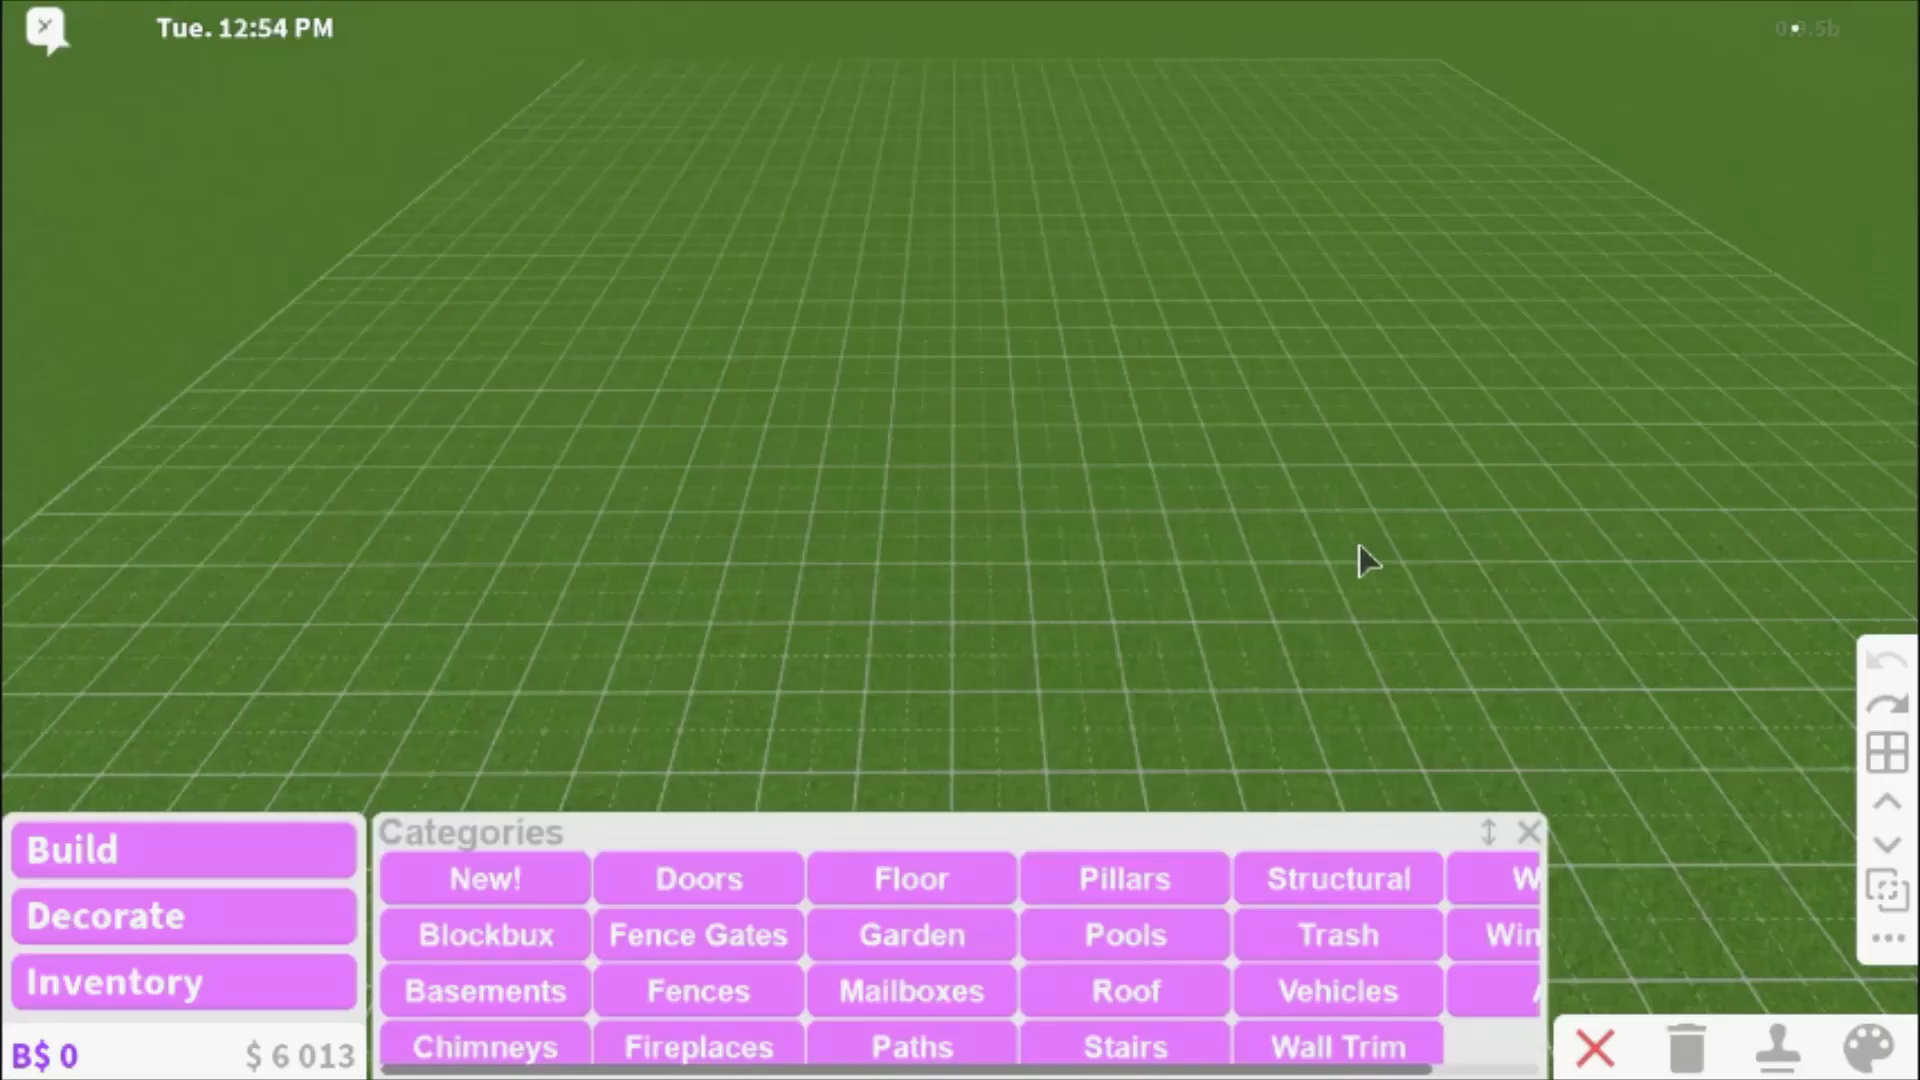 Tue. 12:54 PM
Build
Decorate
Inventory
B$ 0
$ 6 013
Categories
New! Doors Floor Pillars Structural W
Blockbux Fence Gates Garden Pools Trash Win
Basements Fences Mailboxes Roof Vehicles
Chimneys Fireplaces Paths Stairs Wall Trim